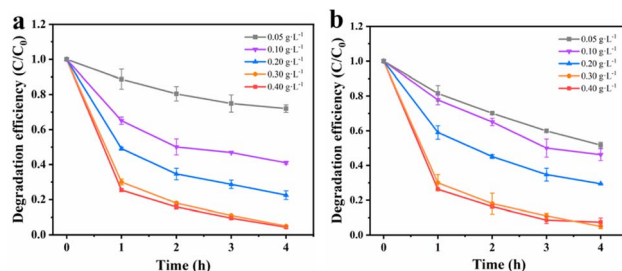 a
Degradation efficiency (C/C₀)
1.2
1.0
0.8
0.6
0.4
0.2
0.0
0.05 g·L⁻¹
0.10 g·L⁻¹
0.20 g·L⁻¹
0.30 g·L⁻¹
0.40 g·L⁻¹
0 1 2 3 4
Time (h)
b
Degradation efficiency (C/C₀)
1.2
1.0
0.8
0.6
0.4
0.2
0.0
0.05 g·L⁻¹
0.10 g·L⁻¹
0.20 g·L⁻¹
0.30 g·L⁻¹
0.40 g·L⁻¹
0 1 2 3 4
Time (h)